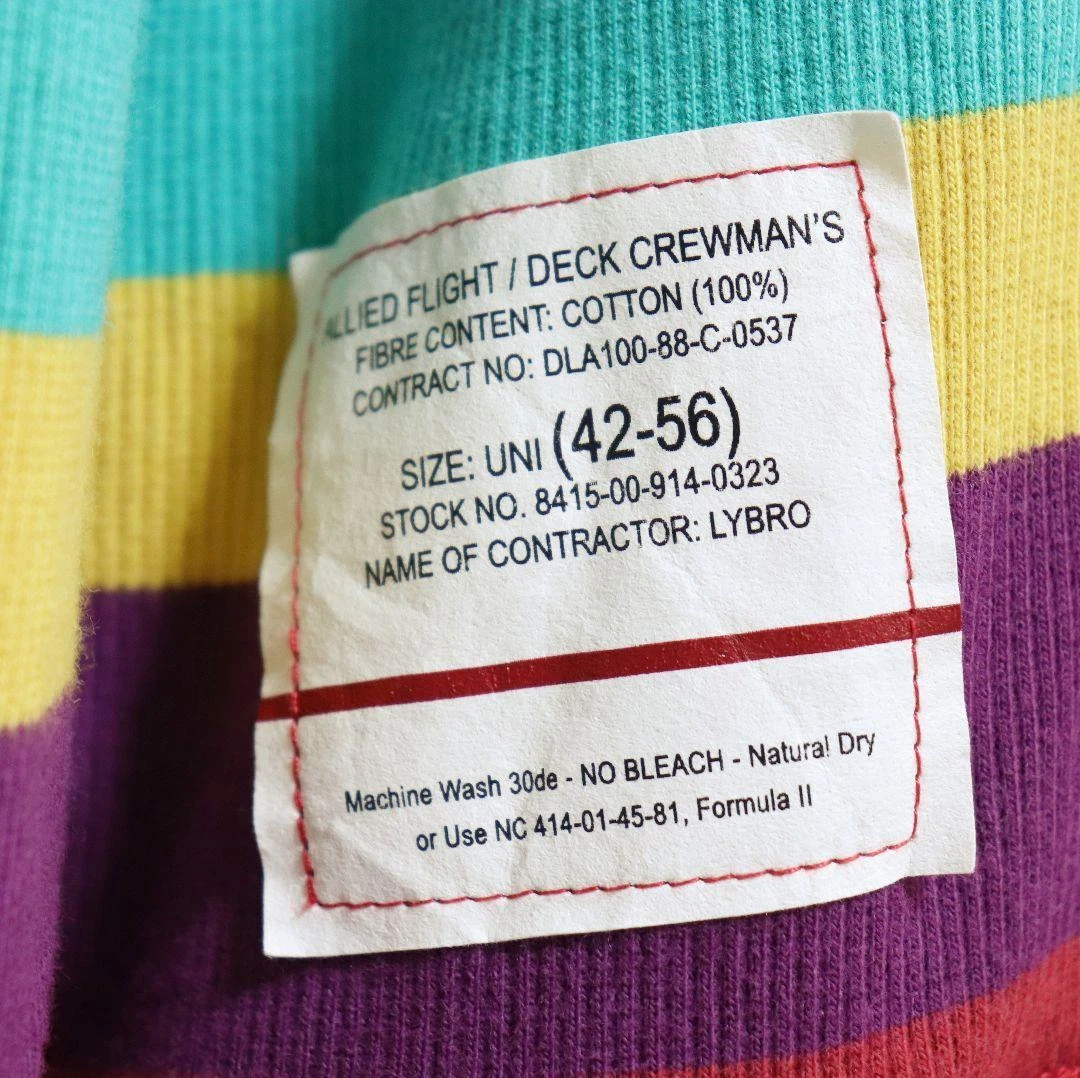 ALLIED FLIGHT / DECK CREWMAN'S
FIBRE CONTENT: COTTON (100%)
CONTRACT NO: DLA100-88-C-0537
SIZE: UNI (42-56)
STOCK NO. 8415-00-914-0323
NAME OF CONTRACTOR: LYBRO
Machine Wash 30de - NO BLEACH - Natural Dry
or Use NC 414-01-45-81, Formula II